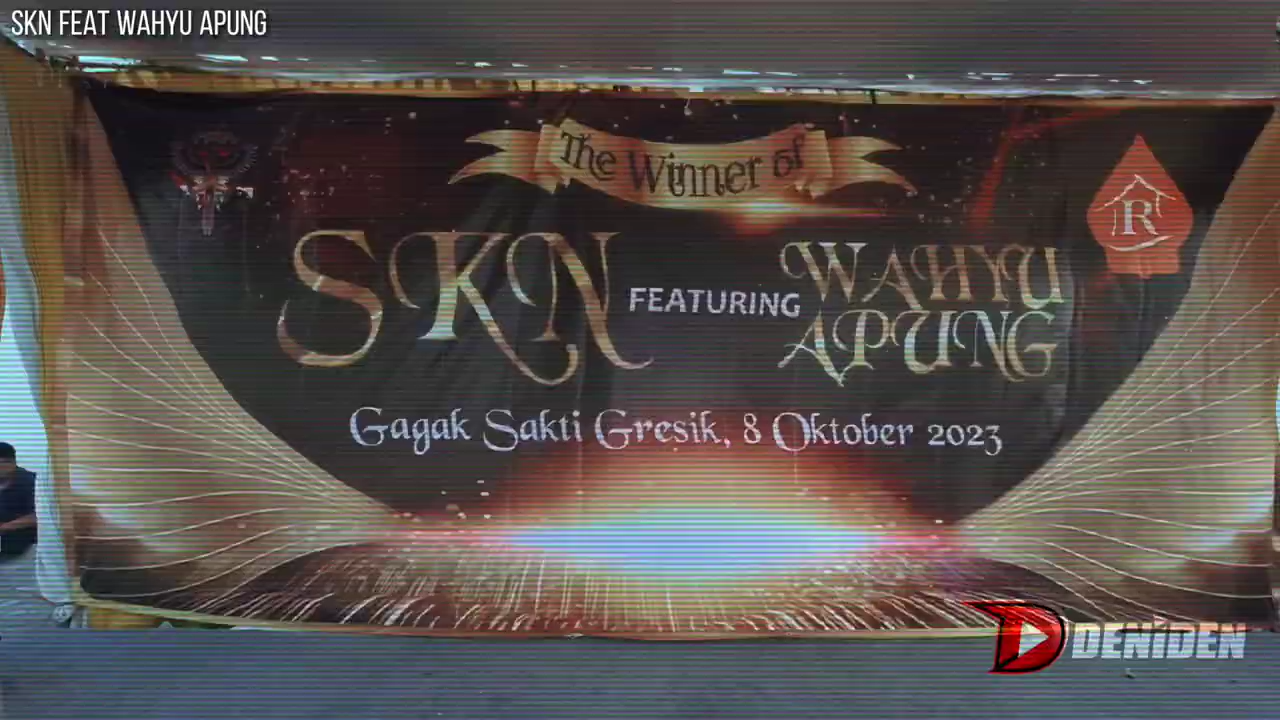 SKN FEAT WAHYU APUNG
The Winner of
R
SKN FEATURING WAHYU APUNG
Gagak Sakti Gresik, 8 Oktober 2023
D DENiDEN